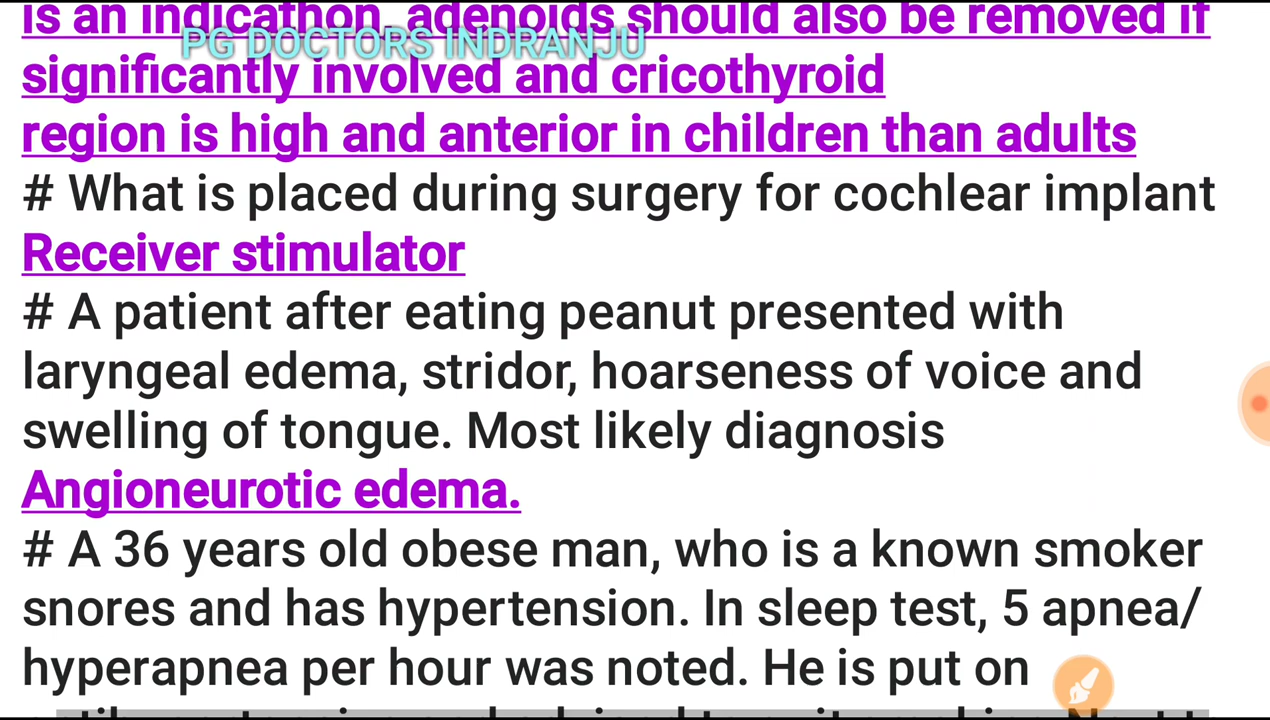 is an indicathon, adenoids should also be removed if
PG DOCTORS INDRANJU
significantly involved and cricothyroid
region is high and anterior in children than adults
# What is placed during surgery for cochlear implant
Receiver stimulator
# A patient after eating peanut presented with
laryngeal edema, stridor, hoarseness of voice and
swelling of tongue. Most likely diagnosis
Angioneurotic edema.
# A 36 years old obese man, who is a known smoker
snores and has hypertension. In sleep test, 5 apnea/
hyperapnea per hour was noted. He is put on